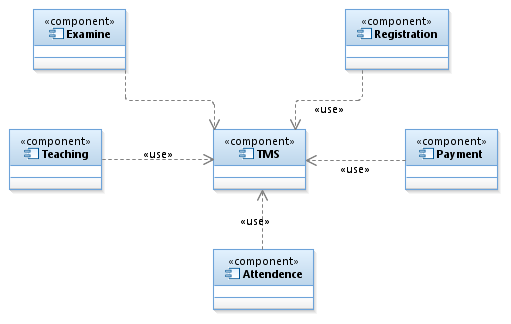 «component»
Examine
«component»
Registration
«use»
«component»
Teaching
«use»
«component»
TMS
«use»
«component»
Payment
«use»
«component»
Attendence